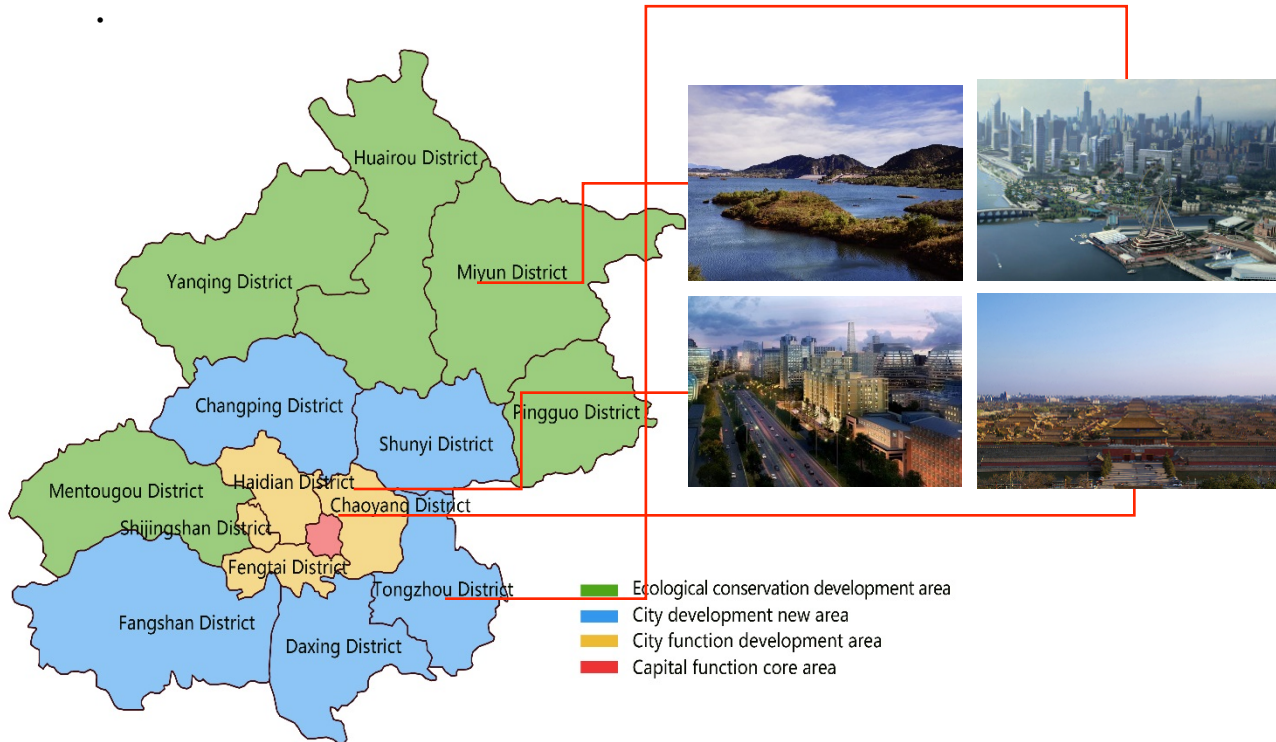 Huairou District
Miyun District
Yanqing District
Changping District
Pingguo District
Shunyi District
Haidian District
Mentougou District
Chaoyang District
Shijingshan District
Fengtai District
Tongzhou District
Fangshan District
Daxing District
Ecological conservation development area
City development new area
City function development area
Capital function core area